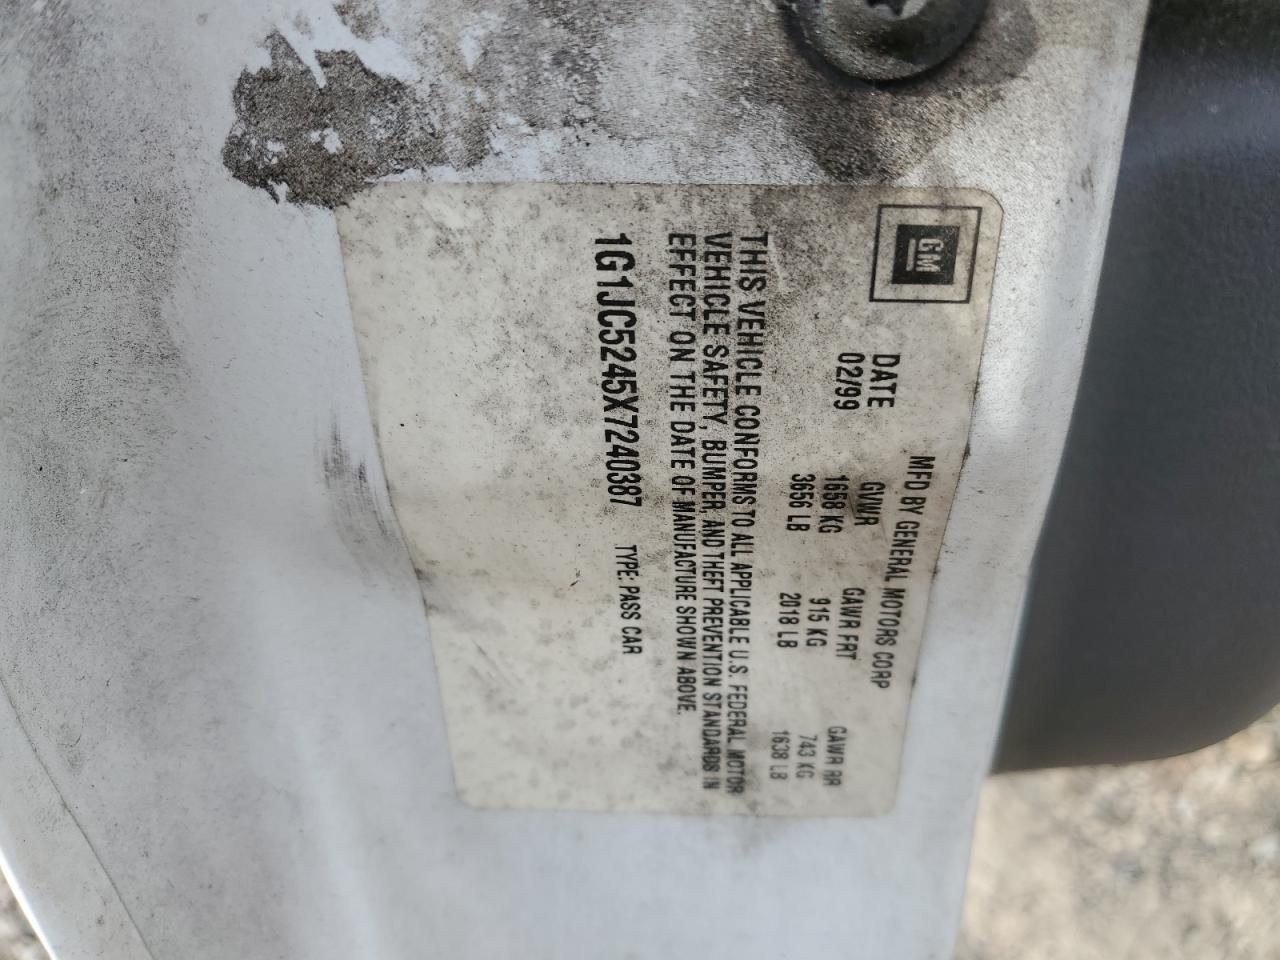 GM
MFD BY GENERAL MOTORS CORP
DATE GVWR GAWR FRT GAWR RR
02/99 1658 KG 915 KG 743 KG
3656 LB 2018 LB 1638 LB
THIS VEHICLE CONFORMS TO ALL APPLICABLE U.S. FEDERAL MOTOR
VEHICLE SAFETY, BUMPER, AND THEFT PREVENTION STANDARDS IN
EFFECT ON THE DATE OF MANUFACTURE SHOWN ABOVE.
1G1JC5245X7240387 TYPE: PASS CAR